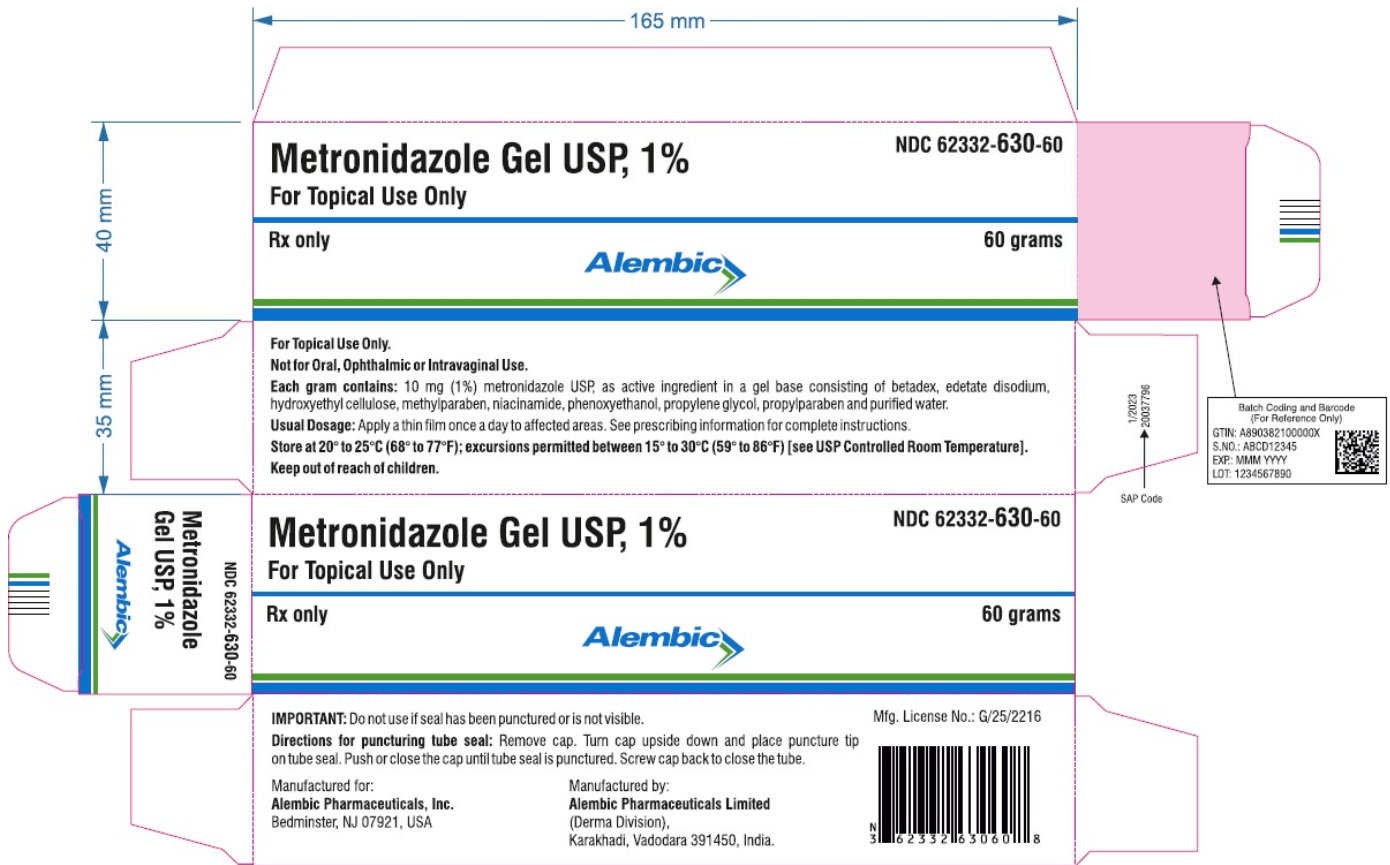 165 mm
40 mm
Metronidazole Gel USP, 1%
NDC 62332-630-60
For Topical Use Only
Rx only
60 grams
Alembic
35 mm
For Topical Use Only.
Not for Oral, Ophthalmic or Intravaginal Use.
Each gram contains: 10 mg (1%) metronidazole USP, as active ingredient in a gel base consisting of betadex, edetate disodium,
hydroxyethyl cellulose, methylparaben, niacinamide, phenoxyethanol, propylene glycol, propylparaben and purified water.
Usual Dosage: Apply a thin film once a day to affected areas. See prescribing information for complete instructions.
Store at 20° to 25°C (68° to 77°F); excursions permitted between 15° to 30°C (59° to 86°F) [see USP Controlled Room Temperature].
Keep out of reach of children.
1/2023
20037796
SAP Code
Batch Coding and Barcode
(For Reference Only)
GTIN: A890382100000X
S.NO.: ABCD12345
EXP.: MMM YYYY
LOT: 1234567890
NDC 62332-630-60
Metronidazole
Gel USP, 1%
Alembic
Metronidazole Gel USP, 1%
NDC 62332-630-60
For Topical Use Only
Rx only
60 grams
Alembic
IMPORTANT: Do not use if seal has been punctured or is not visible.
Directions for puncturing tube seal: Remove cap. Turn cap upside down and place puncture tip
on tube seal. Push or close the cap until tube seal is punctured. Screw cap back to close the tube.
Manufactured for:
Alembic Pharmaceuticals, Inc.
Bedminster, NJ 07921, USA
Manufactured by:
Alembic Pharmaceuticals Limited
(Derma Division),
Karakhadi, Vadodara 391450, India.
Mfg. License No.: G/25/2216
N
3 62332 63060 8